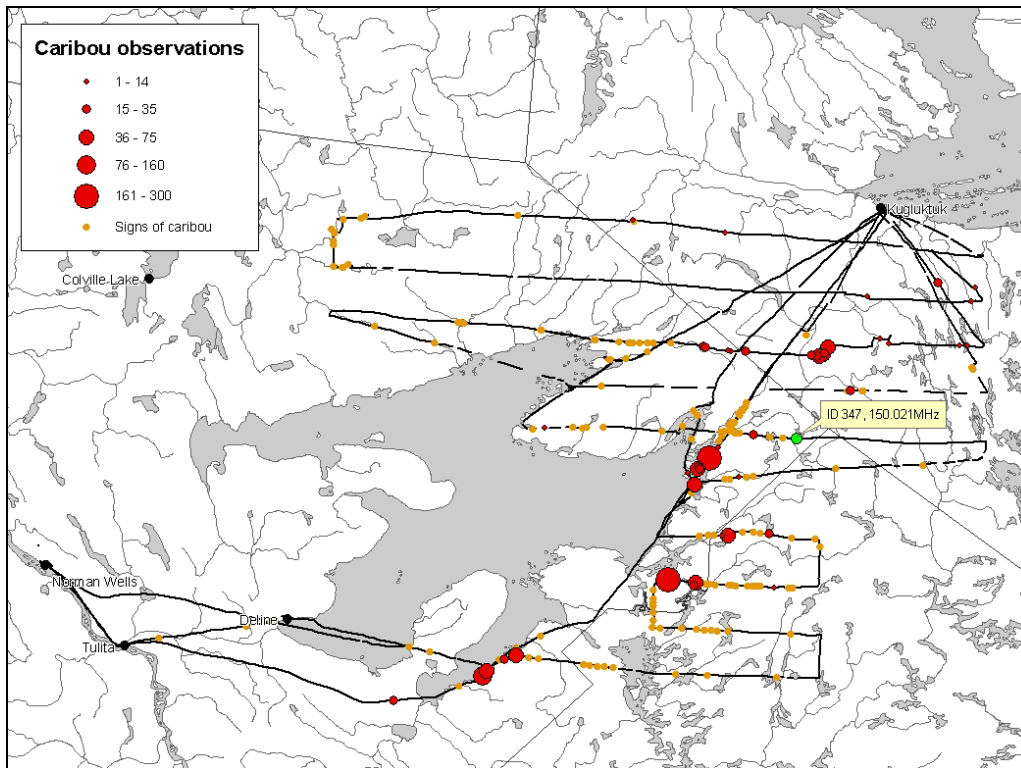 Caribou observations
1 - 14
15 - 35
36 - 75
76 - 160
161 - 300
Signs of caribou
Kugluktuk
Colville Lake
ID 347, 150.021MHz
Norman Wells
Deline
Tulita